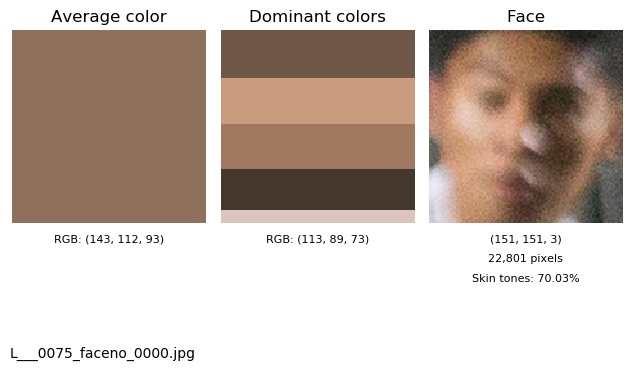 Average color
Dominant colors
Face
RGB: (143, 112, 93)
RGB: (113, 89, 73)
(151, 151, 3)
22,801 pixels
Skin tones: 70.03%
L___0075_faceno_0000.jpg